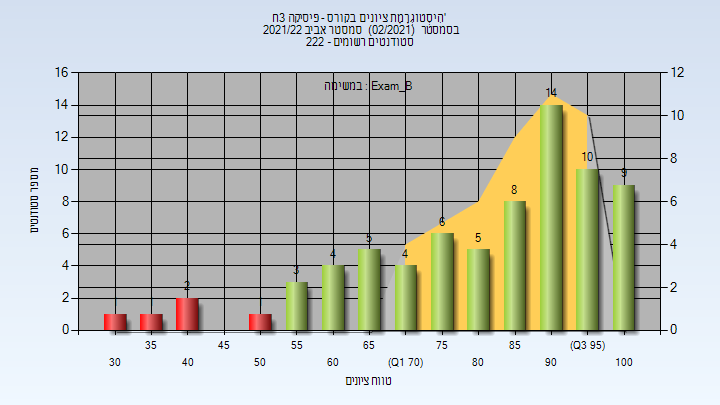 הִיסטוֹגרָמַת ציונים בקורס - פיסיקה 3ח'
בסמסטר (02/2021) סמסטר אביב 2021/22
סטודנטים רשומים - 222
במשימה : Exam_B
מספר סטודנטים
16 14 12 10 8 6 4 2 0
12 10 8 6 4 2 0
2 3 4 5 4 6 5 8 14 10 9
35 45 55 65 75 85 (Q3 95)
30 40 50 60 (Q1 70) 80 90 100
טווח ציונים